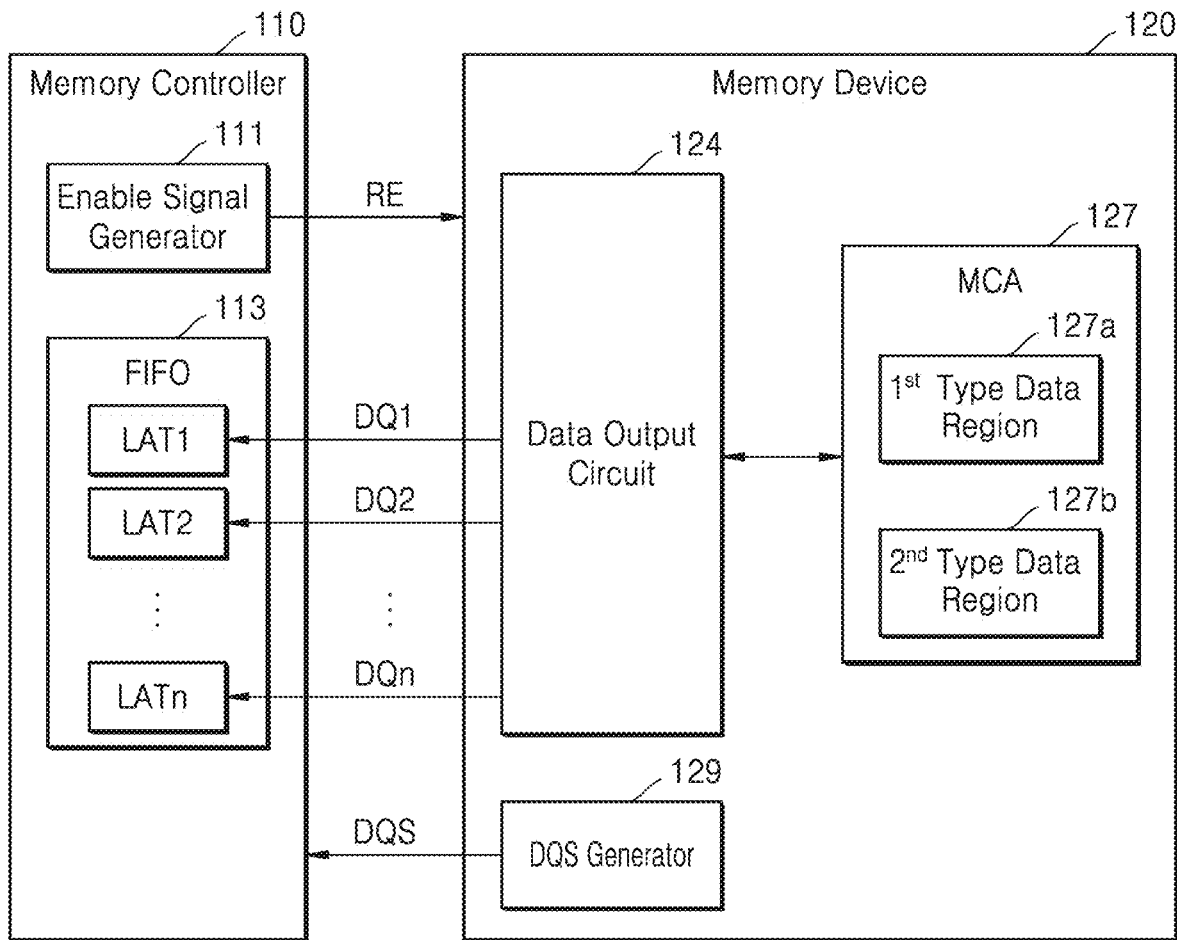 110
120
Memory Controller
Memory Device
111
Enable Signal
Generator
RE
124
Data Output
Circuit
127
MCA
127a
1st Type Data
Region
127b
2nd Type Data
Region
113
FIFO
LAT1
DQ1
LAT2
DQ2
⋮
⋮
LATn
DQn
129
DQS
DQS Generator